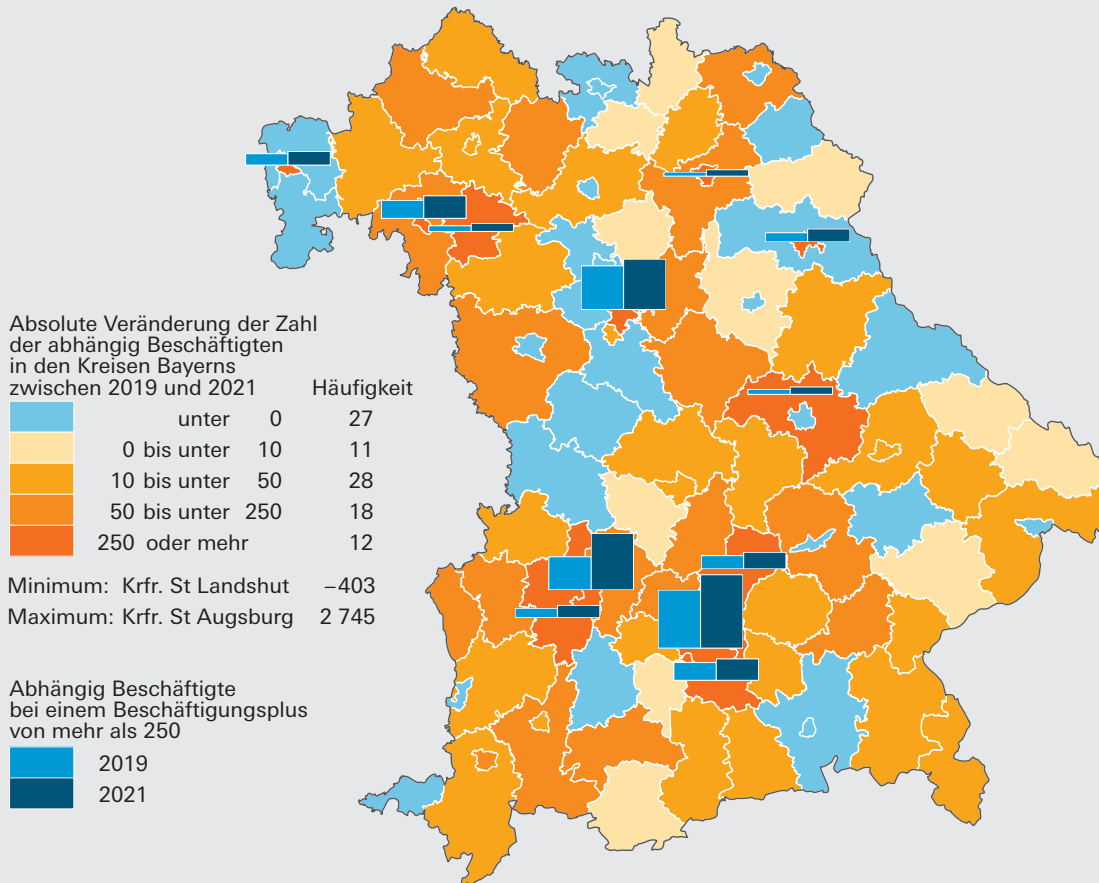 Absolute Veränderung der Zahl
der abhängig Beschäftigten
in den Kreisen Bayerns
zwischen 2019 und 2021 Häufigkeit
unter 0 27
0 bis unter 10 11
10 bis unter 50 28
50 bis unter 250 18
250 oder mehr 12
Minimum: Krfr. St Landshut –403
Maximum: Krfr. St Augsburg 2 745
Abhängig Beschäftigte
bei einem Beschäftigungsplus
von mehr als 250
2019
2021